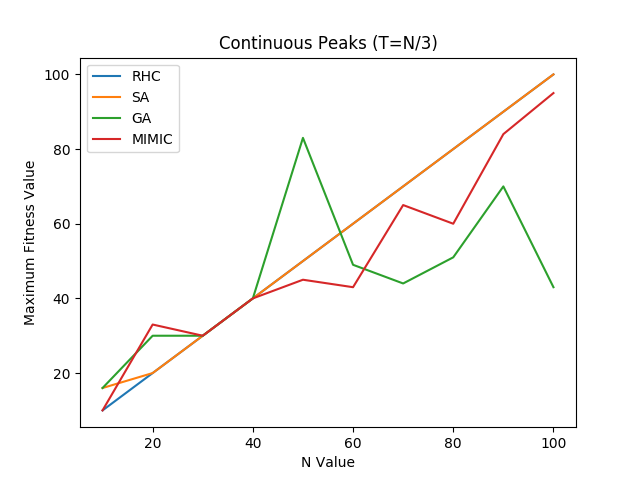 Continuous Peaks (T=N/3)
RHC
SA
GA
MIMIC
Maximum Fitness Value
100
80
60
40
20
20 40 60 80 100
N Value